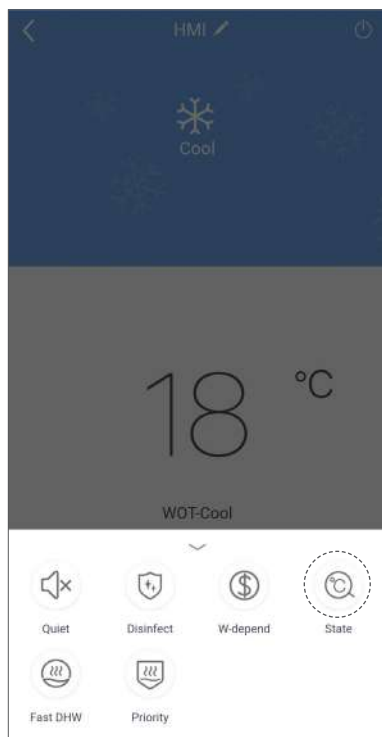 HMI
Cool
18 °C
WOT-Cool
Quiet Disinfect W-depend State
Fast DHW Priority